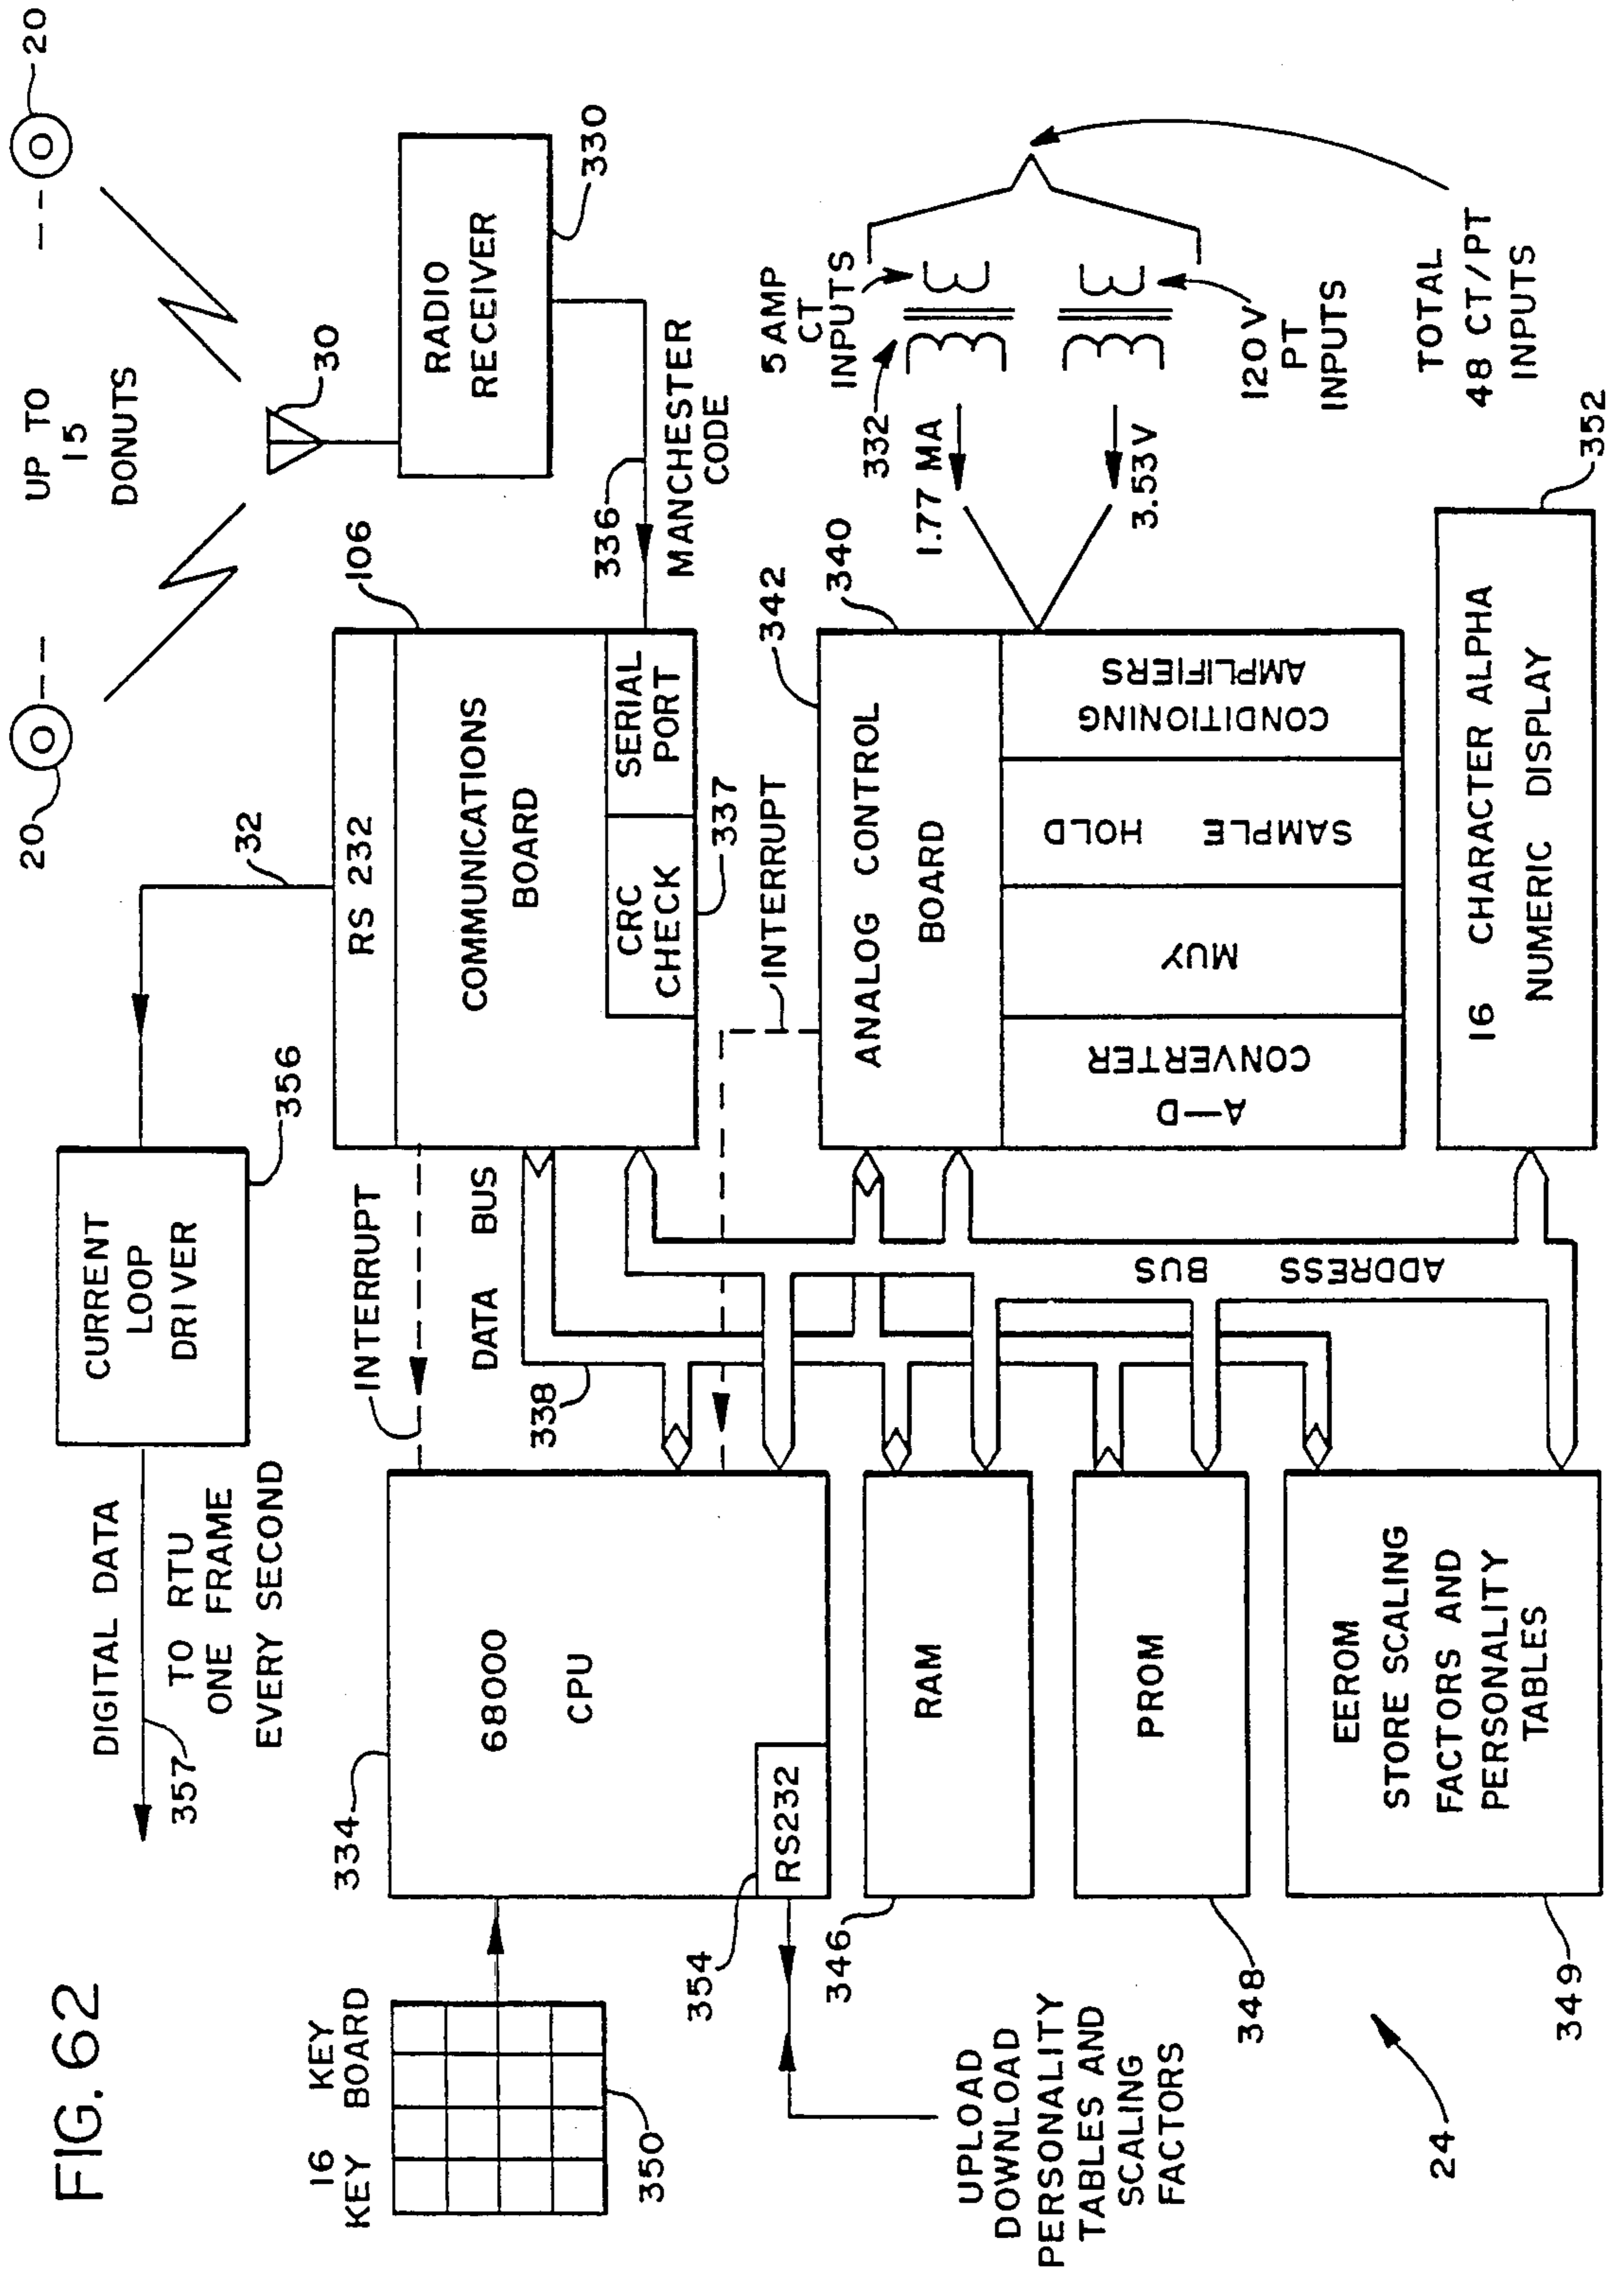 FIG. 62
UP TO
15
DONUTS
20
20
30
32
RADIO
RECEIVER
330
336
MANCHESTER
CODE
DIGITAL DATA
TO RTU
ONE FRAME
EVERY SECOND
357
CURRENT
LOOP
DRIVER
356
RS 232
COMMUNICATIONS
BOARD
106
CRC
CHECK
SERIAL
PORT
337
INTERRUPT
INTERRUPT
16 KEY
KEY BOARD
350
334
68000
CPU
RS232
354
UPLOAD
DOWNLOAD
PERSONALITY
TABLES AND
SCALING
FACTORS
DATA BUS
338
ADDRESS BUS
342
340
ANALOG CONTROL
BOARD
A-D
CONVERTER
MUY
SAMPLE HOLD
CONDITIONING
AMPLIFIERS
5 AMP
CT
INPUTS
332
1.77 MA
3.53V
120V
PT
INPUTS
TOTAL
48 CT/PT
INPUTS
346
RAM
348
PROM
349
EEROM
STORE SCALING
FACTORS AND
PERSONALITY
TABLES
16 CHARACTER ALPHA
NUMERIC DISPLAY
352
24